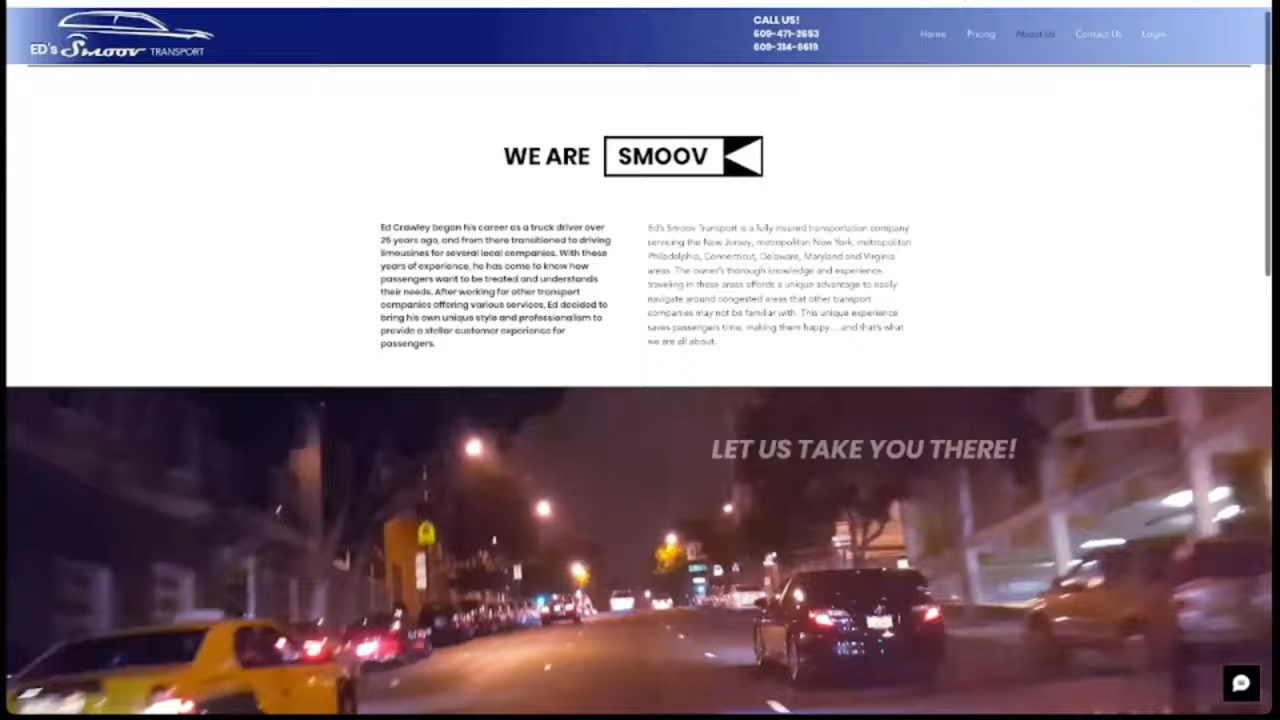 ED's Smoov TRANSPORT
CALL US!
609-471-2653
609-314-6619
Home Pricing About Us Contact Us Login
WE ARE SMOOV
Ed Crawley began his career as a truck driver over
25 years ago, and from there transitioned to driving
limousines for several local companies. With these
years of experience, he has come to know how
passengers want to be treated and understands
their needs. After working for other transport
companies offering various services, Ed decided to
bring his own unique style and professionalism to
provide a stellar customer experience for
passengers.
Ed's Smoov Transport is a fully insured transportation company
servicing the New Jersey, metropolitan New York, metropolitan
Philadelphia, Connecticut, Delaware, Maryland and Virginia
areas. The owner's thorough knowledge and experience
traveling in these areas affords a unique advantage to easily
navigate around congested areas that other transport
companies may not be familiar with. This unique experience
saves passengers time, making them happy....and that's what
we are all about.
LET US TAKE YOU THERE!